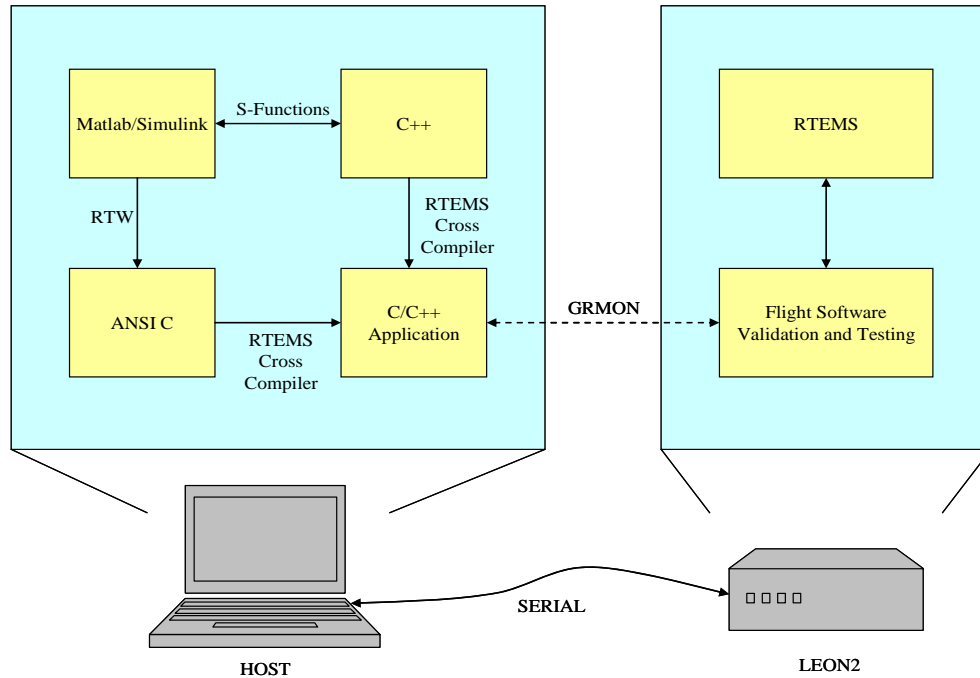 Matlab/Simulink
S-Functions
C++
RTEMS
RTW
RTEMS
Cross
Compiler
ANSI C
RTEMS
Cross
Compiler
C/C++
Application
GRMON
Flight Software
Validation and Testing
SERIAL
HOST
LEON2